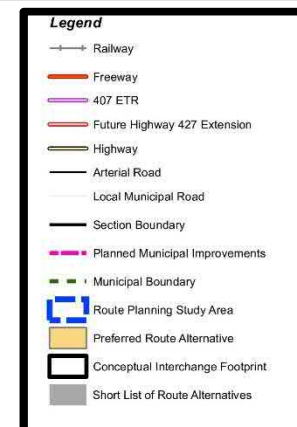 Legend
Railway
Freeway
407 ETR
Future Highway 427 Extension
Highway
Arterial Road
Local Municipal Road
Section Boundary
Planned Municipal Improvements
Municipal Boundary
Route Planning Study Area
Preferred Route Alternative
Conceptual Interchange Footprint
Short List of Route Alternatives